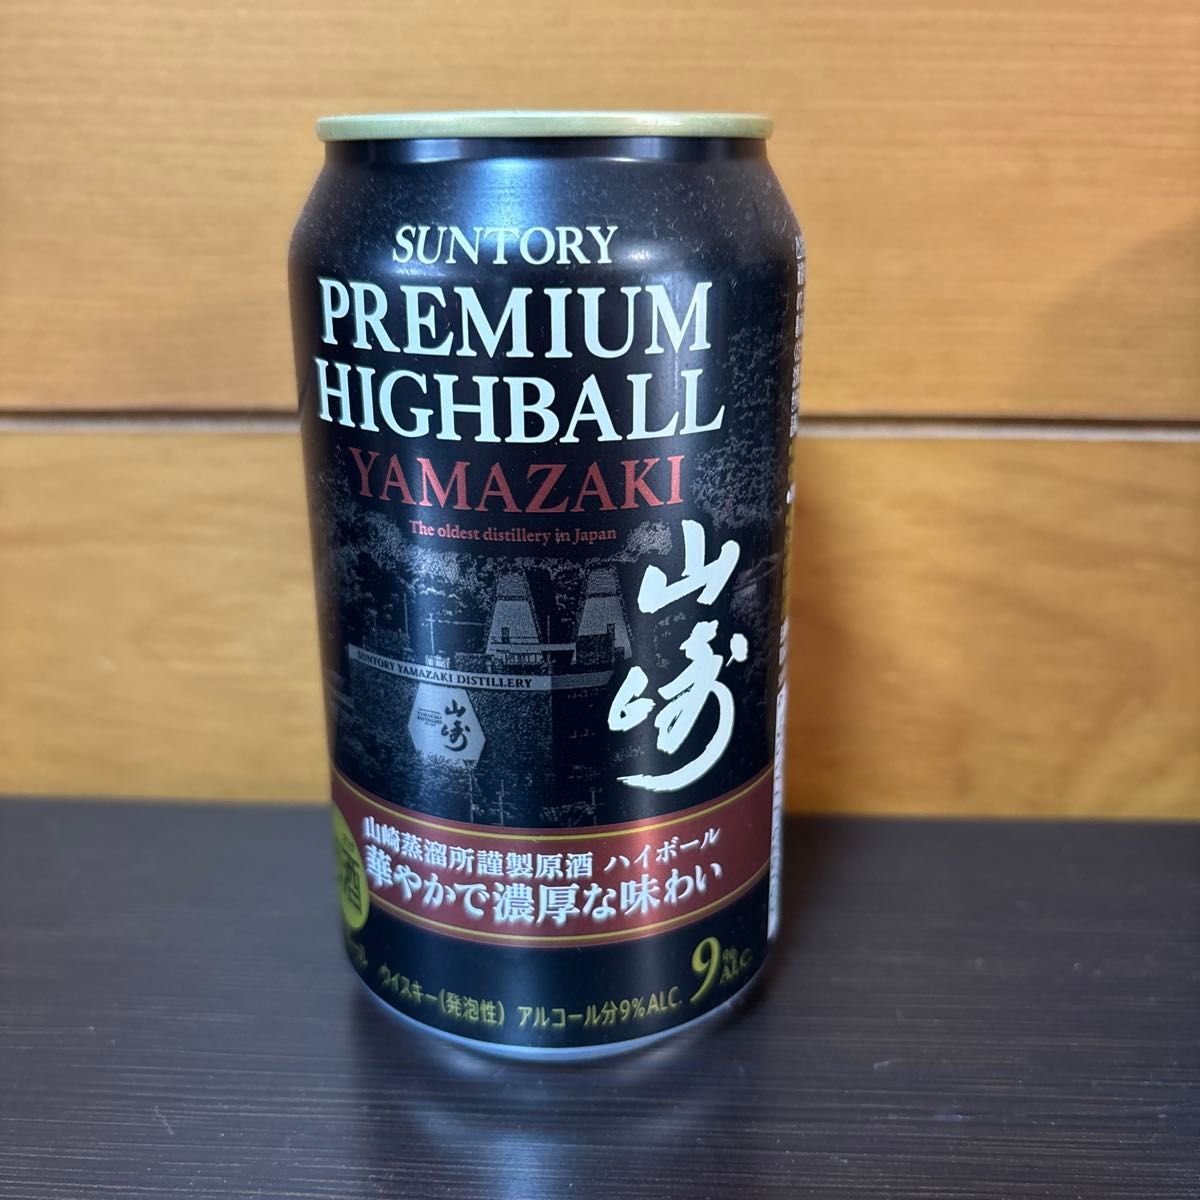 SUNTORY
PREMIUM
HIGHBALL
YAMAZAKI
The oldest distillery in Japan
山崎
SUNTORY YAMAZAKI DISTILLERY
山崎
山崎蒸溜所謹製原酒 ハイボール
華やかで濃厚な味わい
酒
ウイスキー(発泡性) アルコール分9%ALC.
9%
ALC.